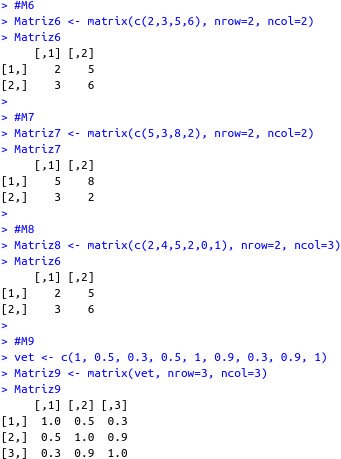 > #M6
> Matriz6 <- matrix(c(2,3,5,6), nrow=2, ncol=2)
> Matriz6
     [,1] [,2]
[1,]    2    5
[2,]    3    6
>
> #M7
> Matriz7 <- matrix(c(5,3,8,2), nrow=2, ncol=2)
> Matriz7
     [,1] [,2]
[1,]    5    8
[2,]    3    2
>
> #M8
> Matriz8 <- matrix(c(2,4,5,2,0,1), nrow=2, ncol=3)
> Matriz6
     [,1] [,2]
[1,]    2    5
[2,]    3    6
>
> #M9
> vet <- c(1, 0.5, 0.3, 0.5, 1, 0.9, 0.3, 0.9, 1)
> Matriz9 <- matrix(vet, nrow=3, ncol=3)
> Matriz9
     [,1] [,2] [,3]
[1,]  1.0  0.5  0.3
[2,]  0.5  1.0  0.9
[3,]  0.3  0.9  1.0